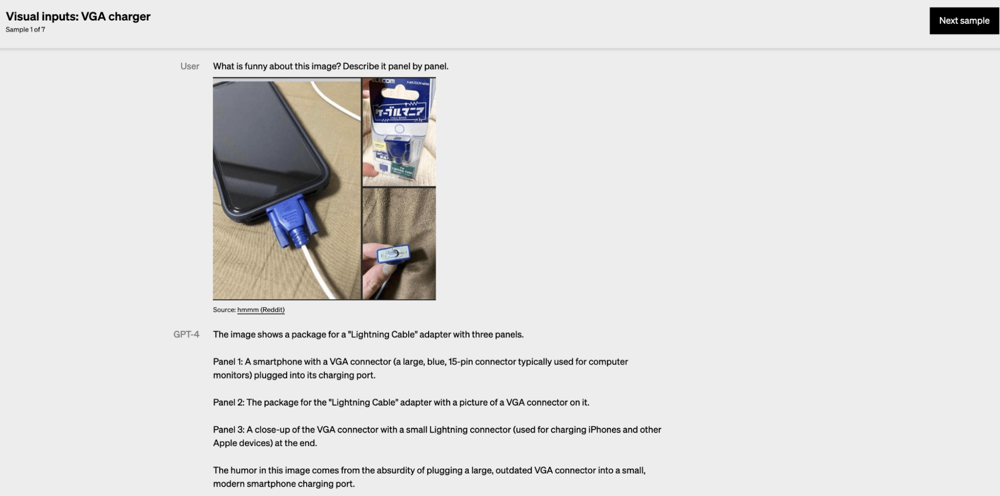 Visual inputs: VGA charger
Sample 1 of 7
Next sample
User
What is funny about this image? Describe it panel by panel.
ELECOM
ケーブルマニア
CABLE MANIA
For
Lightning Cable
Source: hmmm (Reddit)
GPT-4
The image shows a package for a "Lightning Cable" adapter with three panels.
Panel 1: A smartphone with a VGA connector (a large, blue, 15-pin connector typically used for computer
monitors) plugged into its charging port.
Panel 2: The package for the "Lightning Cable" adapter with a picture of a VGA connector on it.
Panel 3: A close-up of the VGA connector with a small Lightning connector (used for charging iPhones and other
Apple devices) at the end.
The humor in this image comes from the absurdity of plugging a large, outdated VGA connector into a small,
modern smartphone charging port.